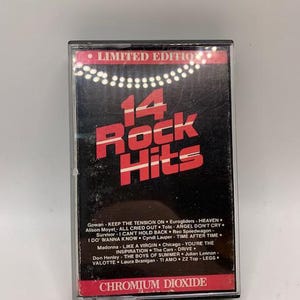 • LIMITED EDITION •
14
Rock
Hits
Gowan - KEEP THE TENSION ON • Eurogliders - HEAVEN •
Alison Moyet - ALL CRIED OUT • Toto - ANGEL DON'T CRY •
Survivor - I CAN'T HOLD BACK • Reo Speedwagon -
I DO' WANNA KNOW • Cyndi Lauper - TIME AFTER TIME •
Madonna - LIKE A VIRGIN • Chicago - YOU'RE THE
INSPIRATION • The Cars - DRIVE •
Don Henley - THE BOYS OF SUMMER • Julian Lennon -
VALOTTE • Laura Branigan - TI AMO • ZZ Top - LEGS •
CHROMIUM DIOXIDE